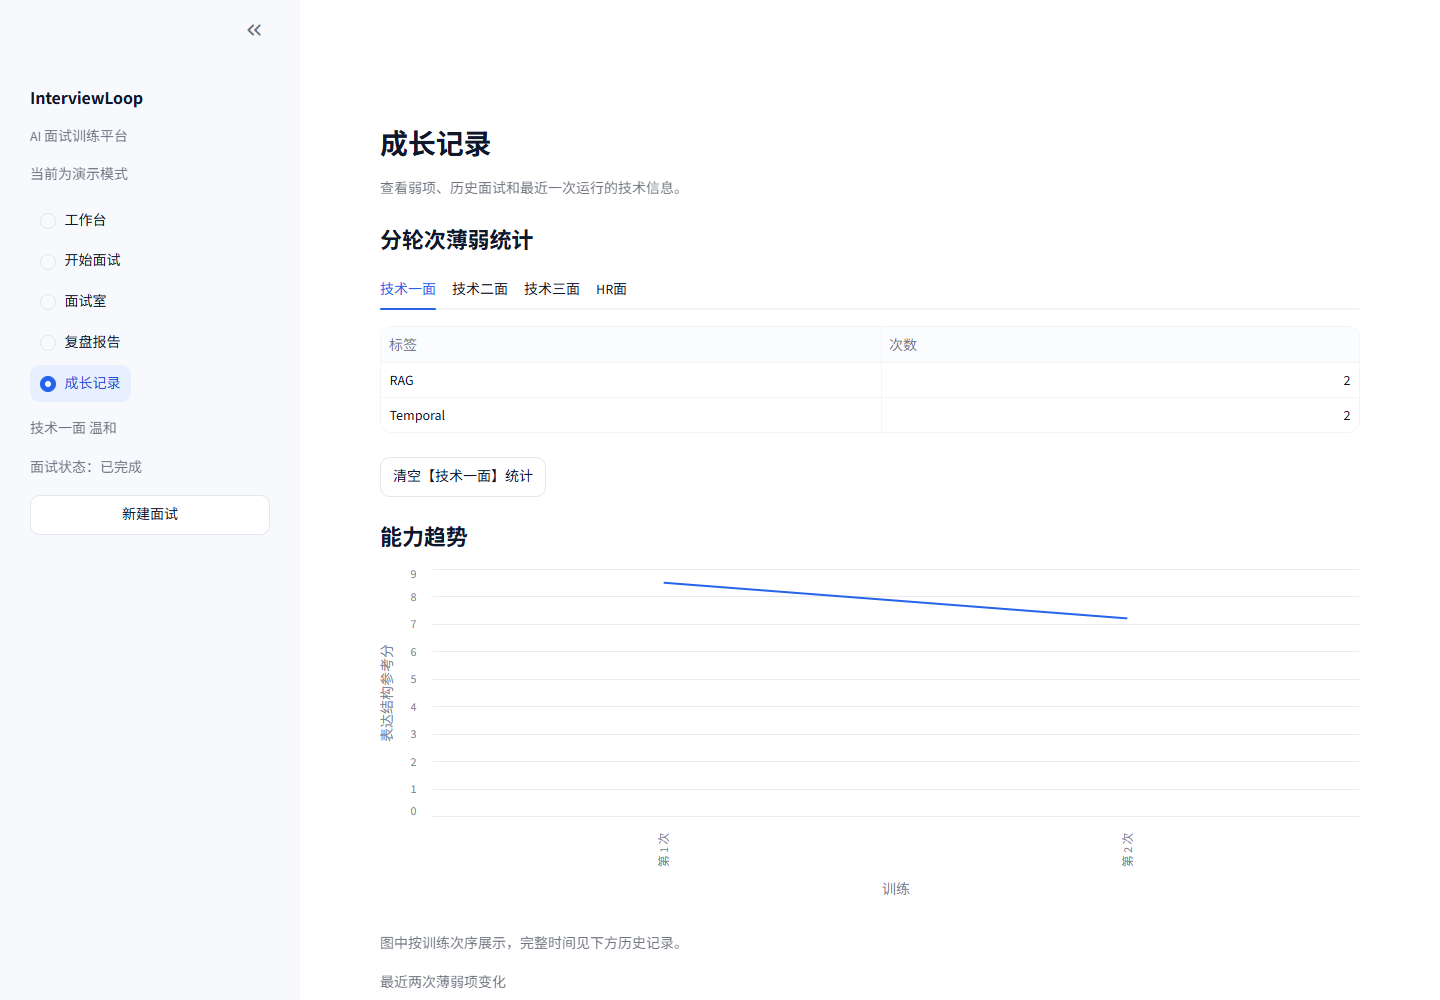 InterviewLoop
AI 面试训练平台
当前为演示模式
工作台
开始面试
面试室
复盘报告
成长记录
技术一面 温和
面试状态：已完成
新建面试
成长记录
查看弱项、历史面试和最近一次运行的技术信息。
分轮次薄弱统计
技术一面 技术二面 技术三面 HR面
标签 次数
RAG 2
Temporal 2
清空【技术一面】统计
能力趋势
表达结构参考分
9
8
7
6
5
4
3
2
1
0
第 1 次 第 2 次
训练
图中按训练次序展示，完整时间见下方历史记录。
最近两次薄弱项变化